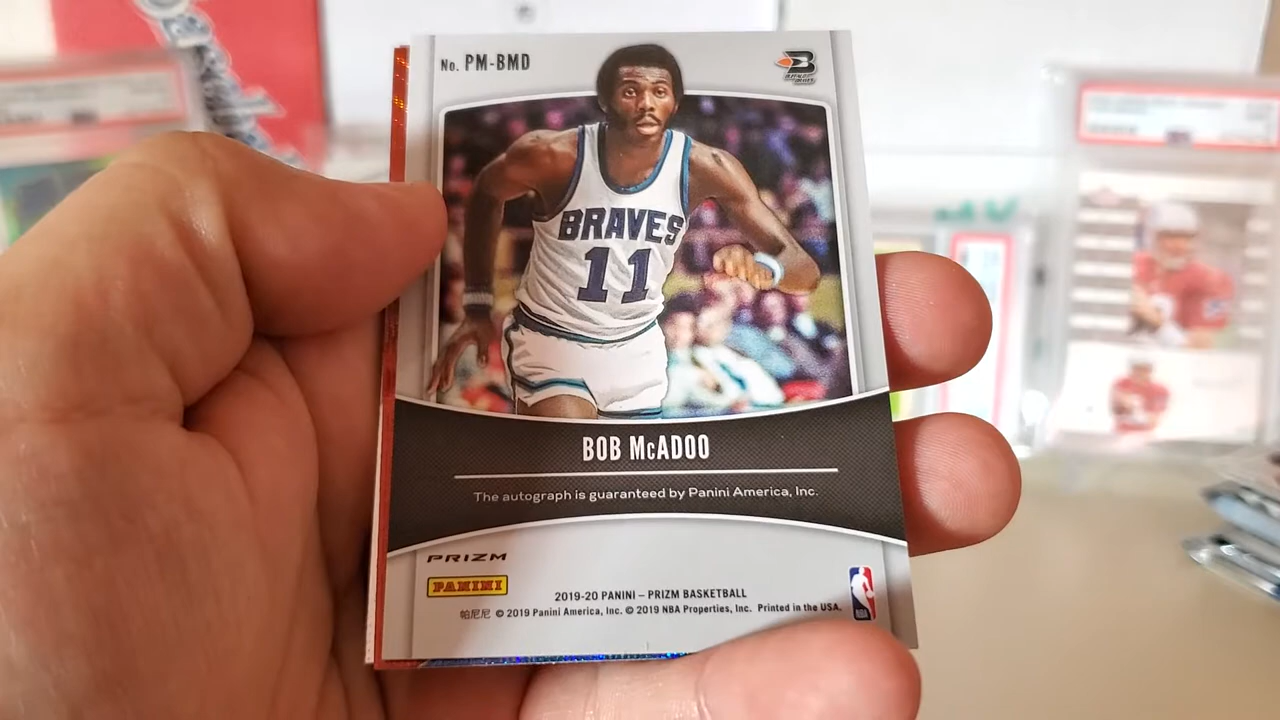 No. PM-BMD
B
BRAVES
11
BOB McADOO
The autograph is guaranteed by Panini America, Inc.
PRIZM
PANINI
2019-20 PANINI – PRIZM BASKETBALL
帕尼尼 © 2019 Panini America, Inc. © 2019 NBA Properties, Inc. Printed in the USA.
NBA